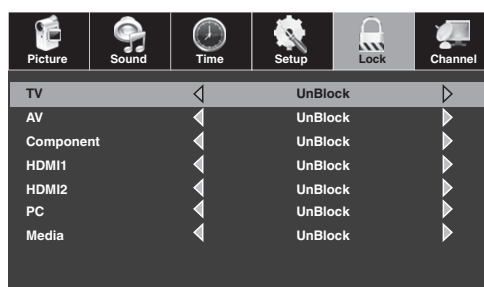 Picture Sound Time Setup Lock Channel
TV UnBlock
AV UnBlock
Component UnBlock
HDMI1 UnBlock
HDMI2 UnBlock
PC UnBlock
Media UnBlock